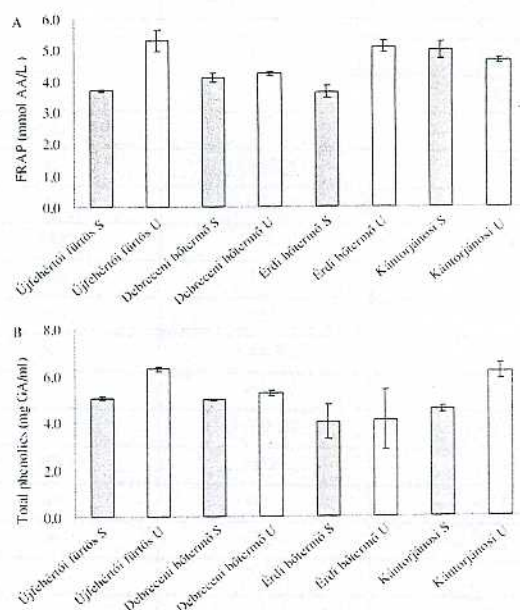 A
FRAP (mmol AA/L)
6.0
5.0
4.0
3.0
2.0
1.0
0.0
Újfehértói fürtös S
Újfehértói fürtös U
Debreceni bőtermő S
Debreceni bőtermő U
Érdi bőtermő S
Érdi bőtermő U
Kántorjánosi S
Kántorjánosi U
B
Total phenolics (mg GA/ml)
8.0
6.0
4.0
2.0
0.0
Újfehértói fürtös S
Újfehértói fürtös U
Debreceni bőtermő S
Debreceni bőtermő U
Érdi bőtermő S
Érdi bőtermő U
Kántorjánosi S
Kántorjánosi U